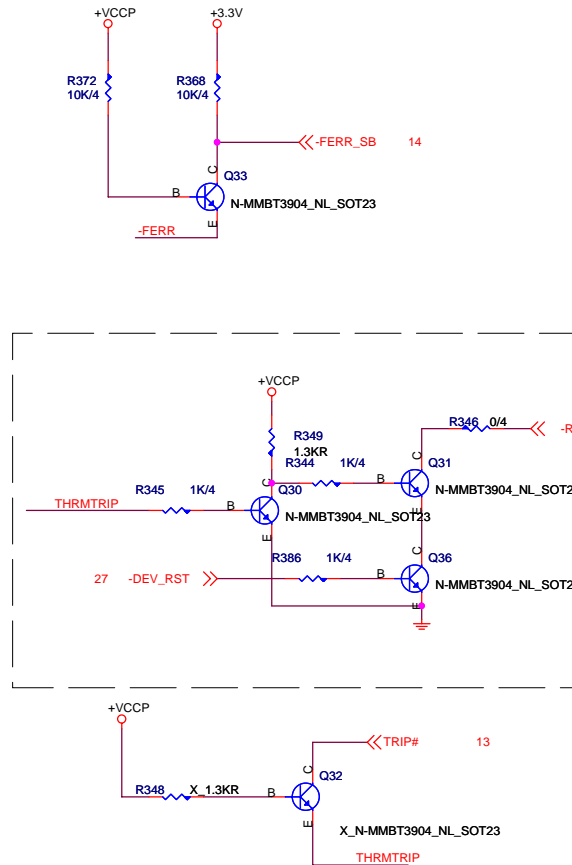 +VCCP +3.3V
R372 R368
10K/4 10K/4
-FERR_SB 14
C
Q33
B
N-MMBT3904_NL_SOT23
E
-FERR
+VCCP
R346 0/4
-R
R349
1.3KR
R344 1K/4
C
Q31
R345 1K/4
C
Q30
B
N-MMBT3904_NL_SOT2
THRMTRIP
B
N-MMBT3904_NL_SOT23
E
E
R386 1K/4
C
Q36
27 -DEV_RST
B
N-MMBT3904_NL_SOT2
E
+VCCP
TRIP# 13
C
Q32
R348 X_1.3KR
B
E
X_N-MMBT3904_NL_SOT23
THRMTRIP